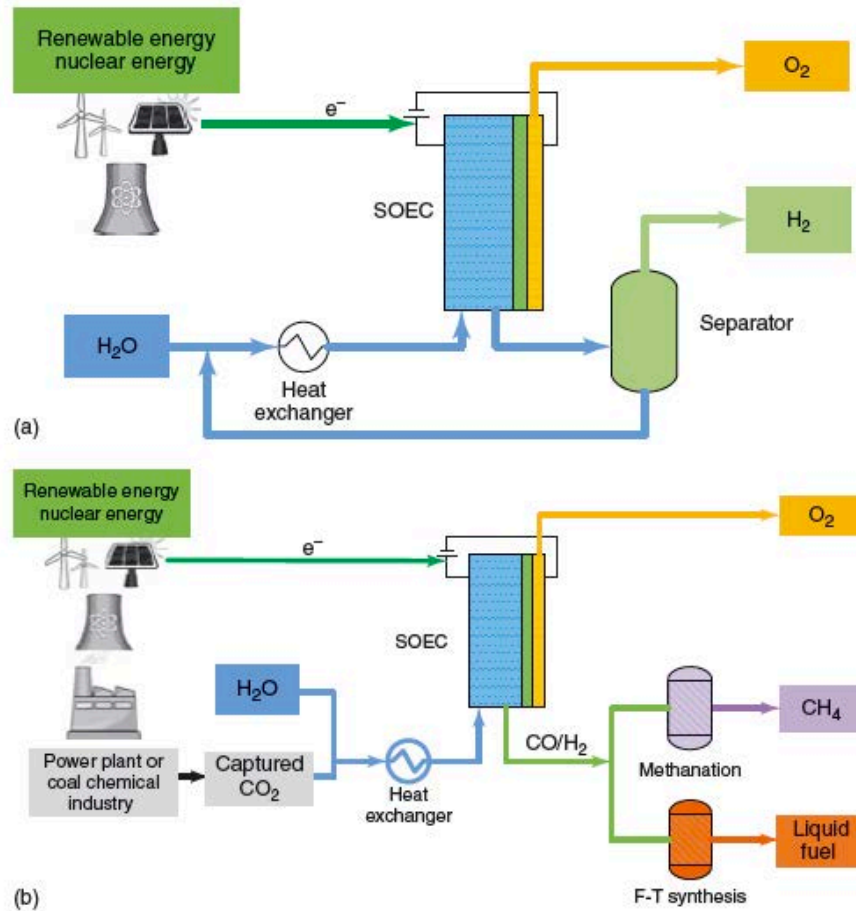 Renewable energy
nuclear energy
e⁻
O₂
SOEC
H₂
Separator
H₂O
Heat
exchanger
(a)
Renewable energy
nuclear energy
e⁻
O₂
SOEC
H₂O
CH₄
CO/H₂
Methanation
Power plant or
coal chemical
industry
Captured
CO₂
Heat
exchanger
Liquid
fuel
F-T synthesis
(b)